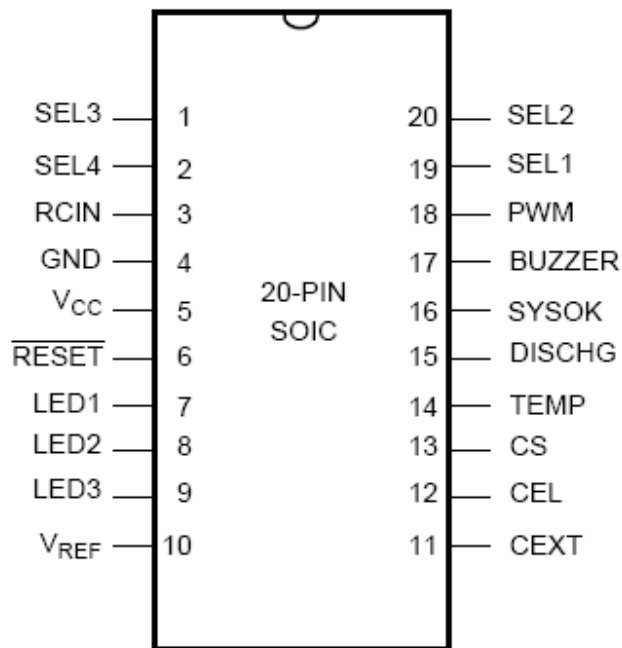 SEL3 1 20 SEL2
SEL4 2 19 SEL1
RCIN 3 18 PWM
GND 4 17 BUZZER
20-PIN
VCC 5 16 SYSOK
SOIC
RESET 6 15 DISCHG
LED1 7 14 TEMP
LED2 8 13 CS
LED3 9 12 CEL
VREF 10 11 CEXT